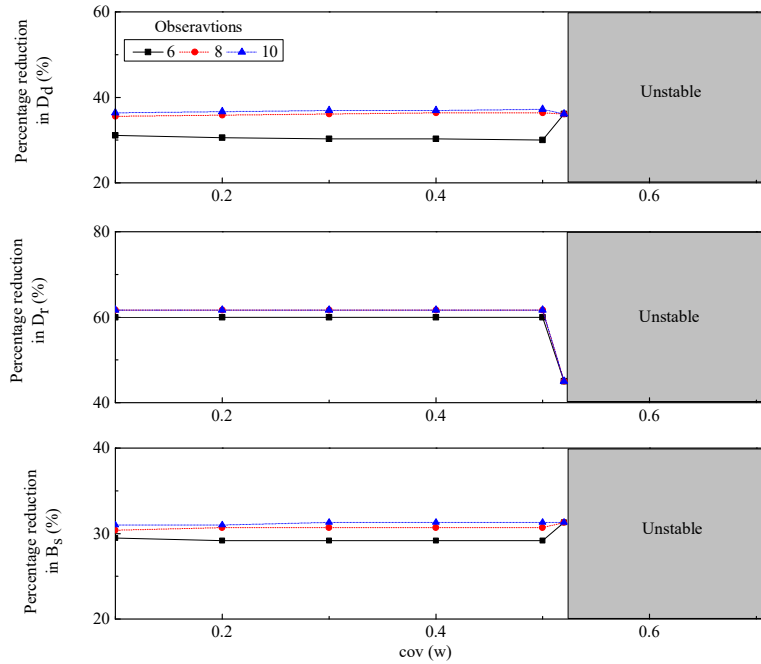 Obseravtions
6 8 10
60
40
20
Percentage reduction
in Dd (%)
Unstable
0.2 0.4 0.6
80
60
40
Percentage reduction
in Dr (%)
Unstable
0.2 0.4 0.6
40
30
20
Percentage reduction
in Bs (%)
Unstable
0.2 0.4 0.6
cov (w)